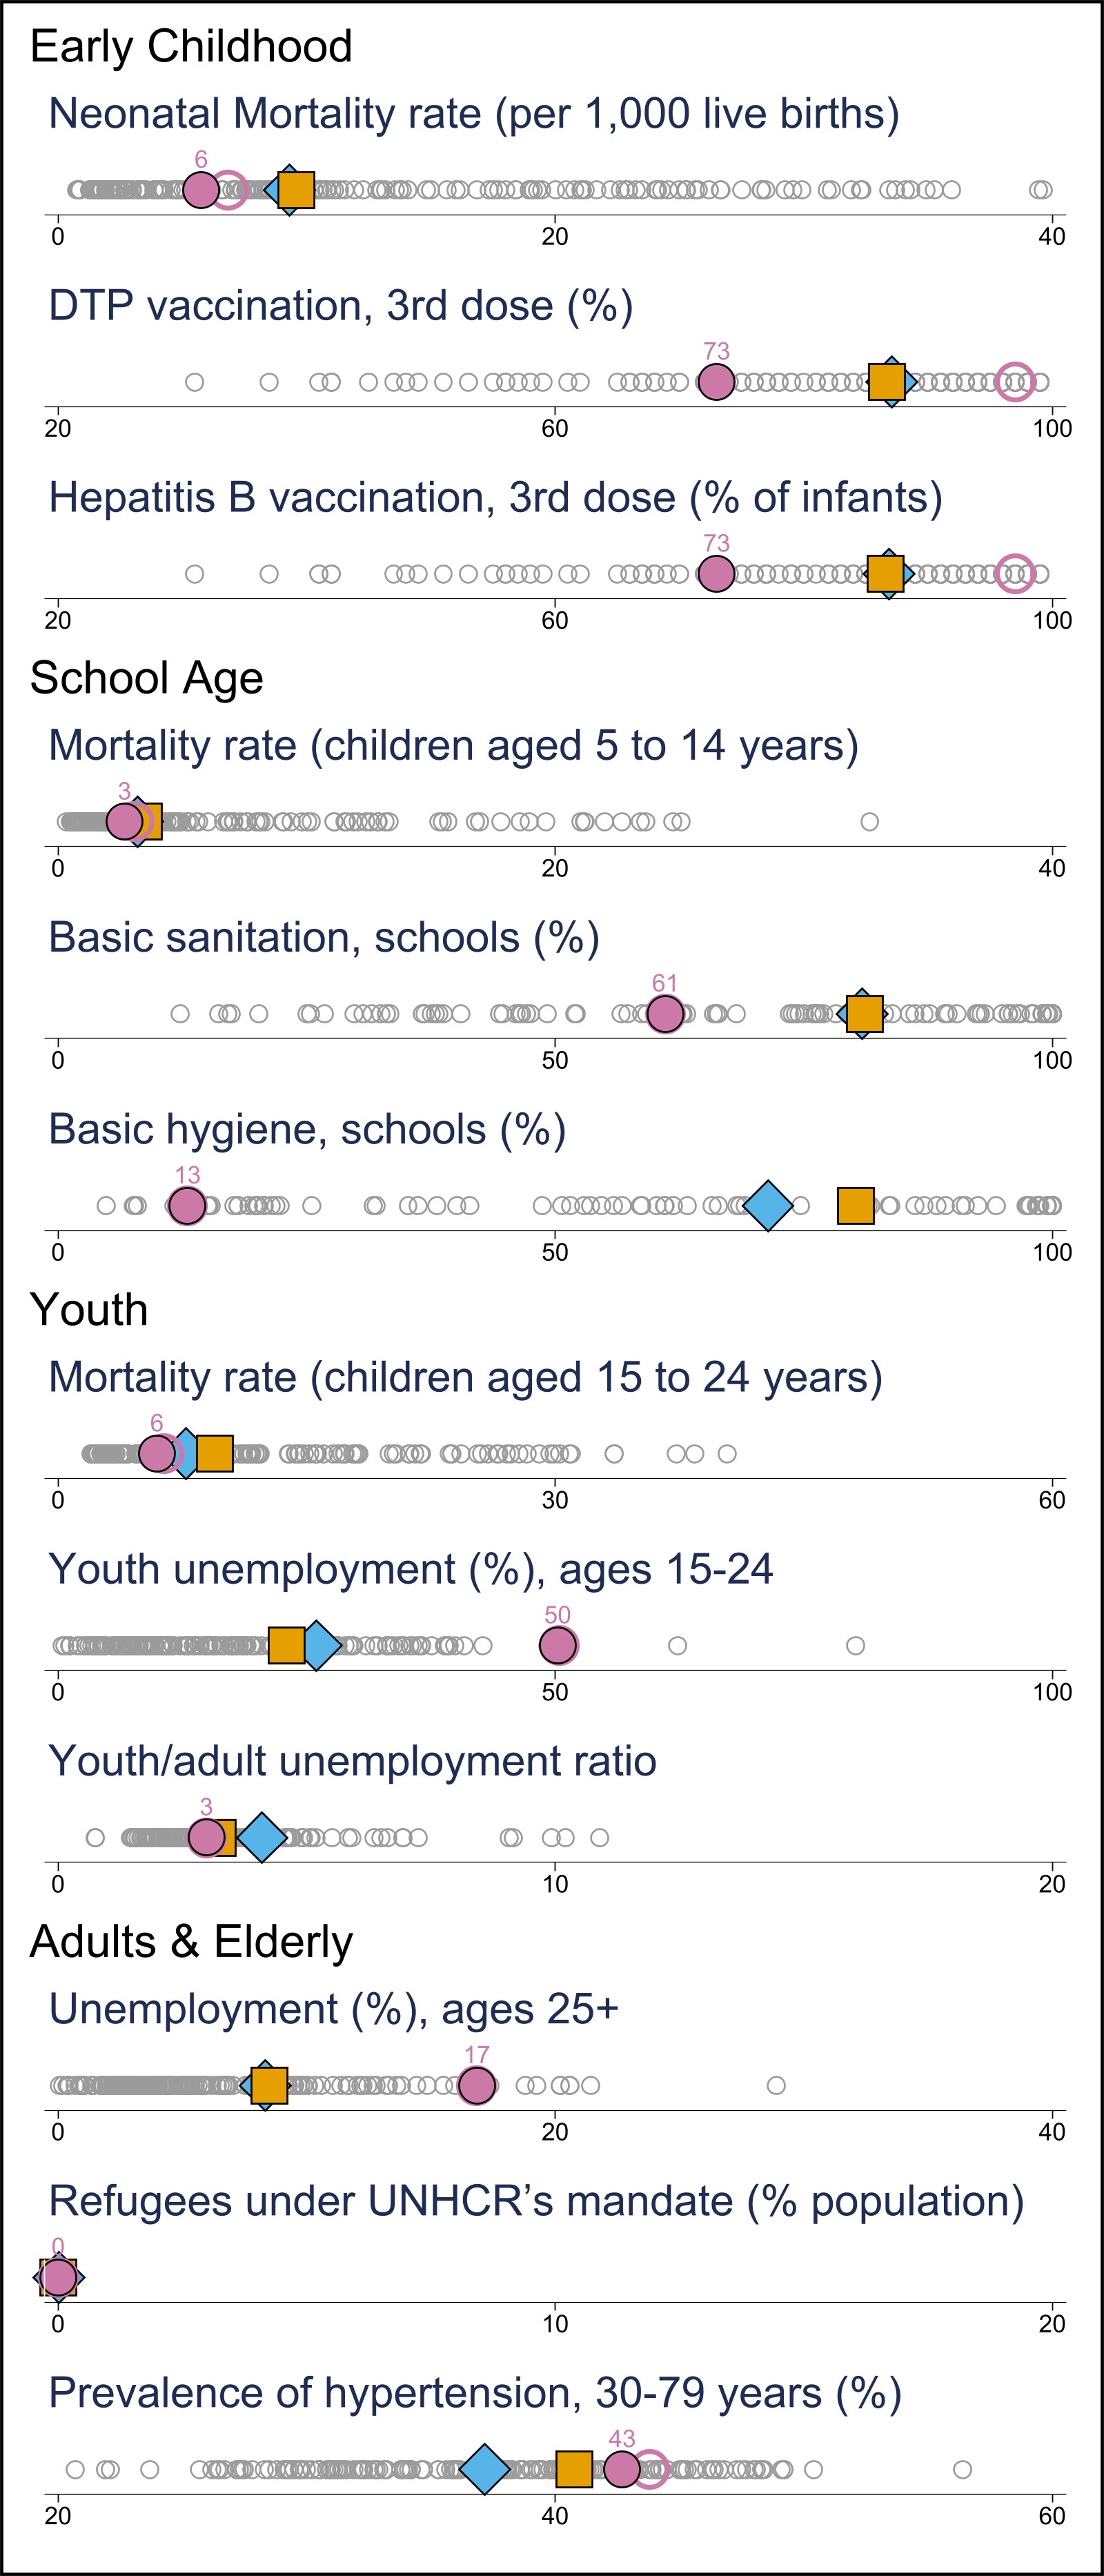 Early Childhood
Neonatal Mortality rate (per 1,000 live births)
6
0 20 40
DTP vaccination, 3rd dose (%)
73
20 60 100
Hepatitis B vaccination, 3rd dose (% of infants)
73
20 60 100
School Age
Mortality rate (children aged 5 to 14 years)
3
0 20 40
Basic sanitation, schools (%)
61
0 50 100
Basic hygiene, schools (%)
13
0 50 100
Youth
Mortality rate (children aged 15 to 24 years)
6
0 30 60
Youth unemployment (%), ages 15-24
50
0 50 100
Youth/adult unemployment ratio
3
0 10 20
Adults & Elderly
Unemployment (%), ages 25+
17
0 20 40
Refugees under UNHCR’s mandate (% population)
0
0 10 20
Prevalence of hypertension, 30-79 years (%)
43
20 40 60